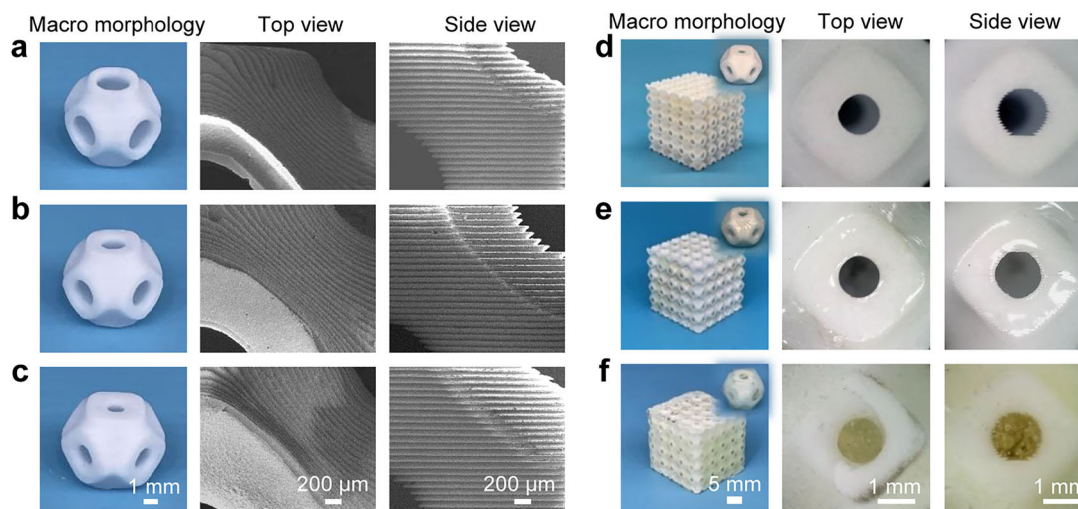 Macro morphology Top view Side view
a
b
c
1 mm 200 μm 200 μm
Macro morphology Top view Side view
d
e
f
5 mm 1 mm 1 mm